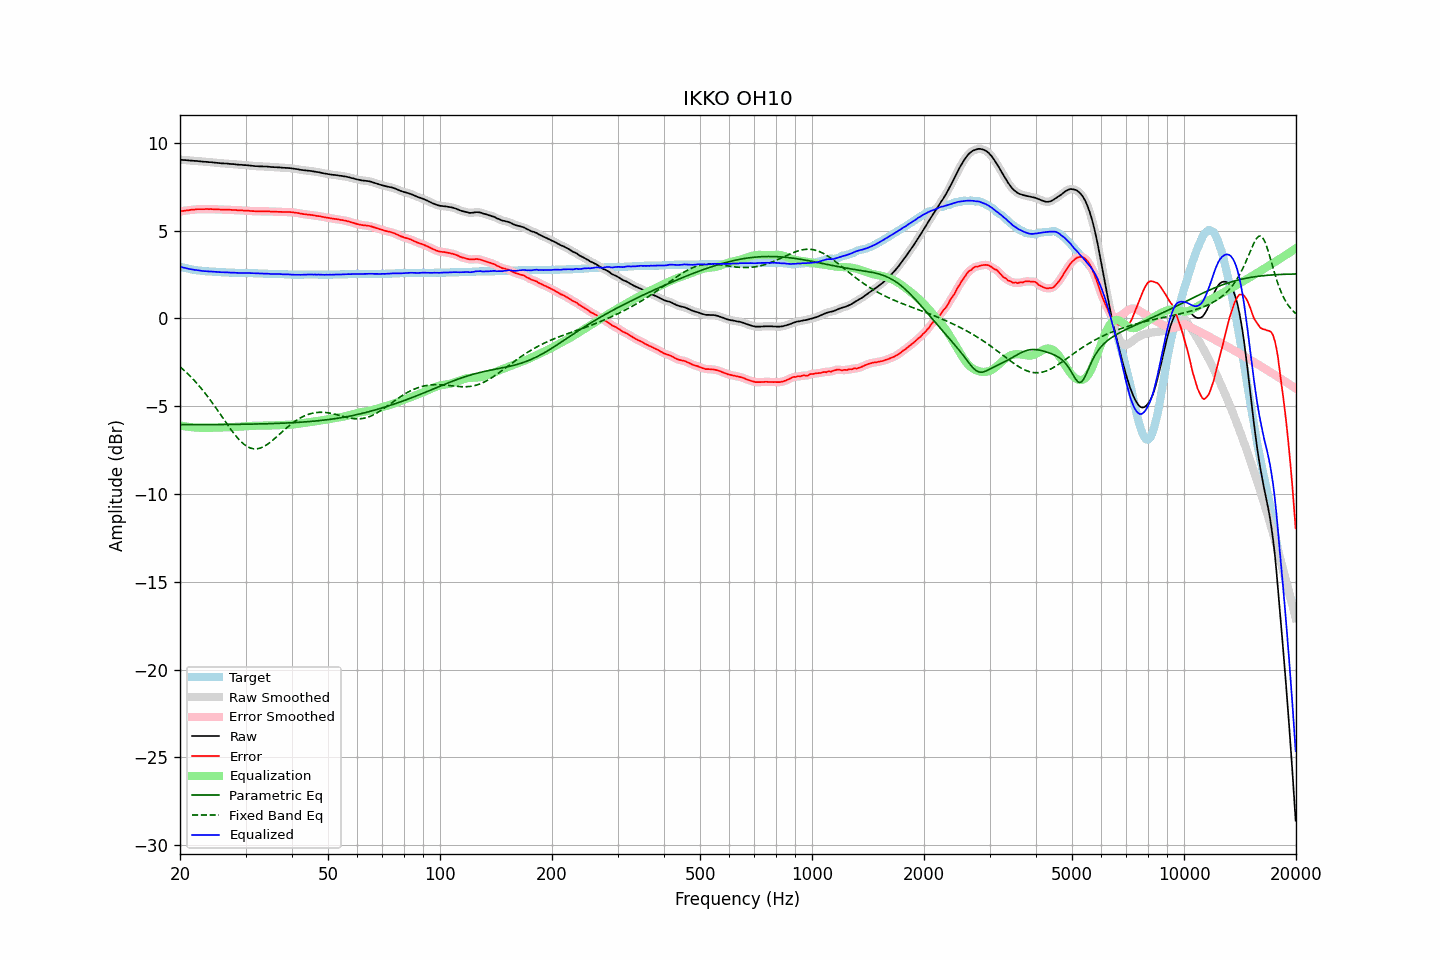 IKKO OH10
Amplitude (dBr)
10
5
0
−5
−10
−15
−20
−25
−30
Target
Raw Smoothed
Error Smoothed
Raw
Error
Equalization
Parametric Eq
Fixed Band Eq
Equalized
20 50 100 200 500 1000 2000 5000 10000 20000
Frequency (Hz)